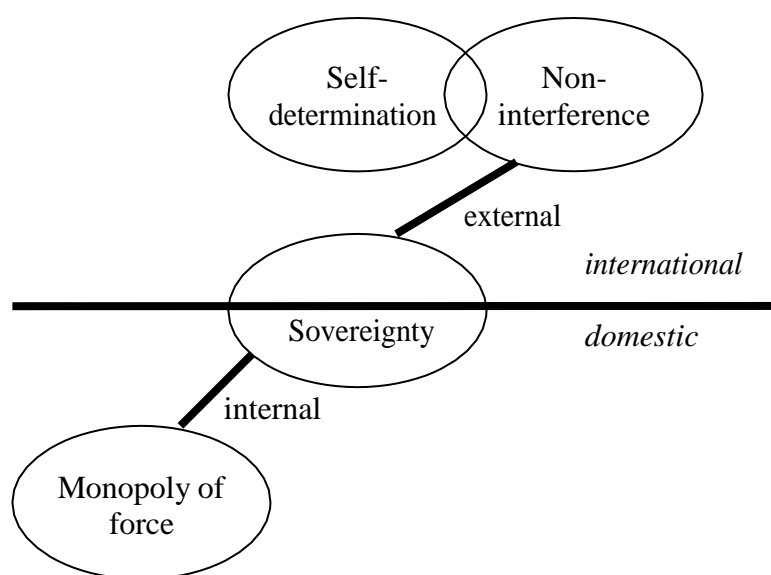 Self-
determination
Non-
interference
external
international
Sovereignty
domestic
internal
Monopoly of
force